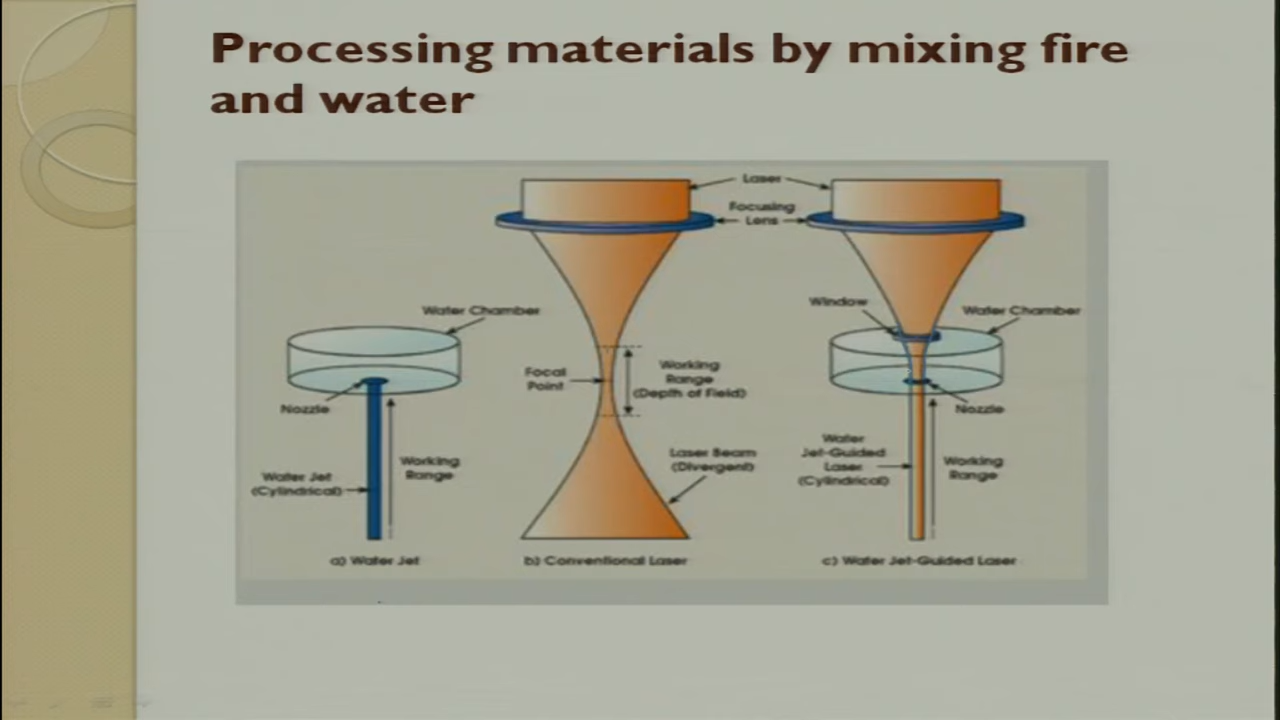 Processing materials by mixing fire
and water
Laser
Focusing
Lens
Water Chamber
Nozzle
Water Jet
(Cylindrical)
Working
Range
a) Water Jet
Focal
Point
Working
Range
(Depth of Field)
Laser Beam
(Divergent)
b) Conventional Laser
Window
Water Chamber
Nozzle
Water
Jet-Guided
Laser
(Cylindrical)
Working
Range
c) Water Jet-Guided Laser